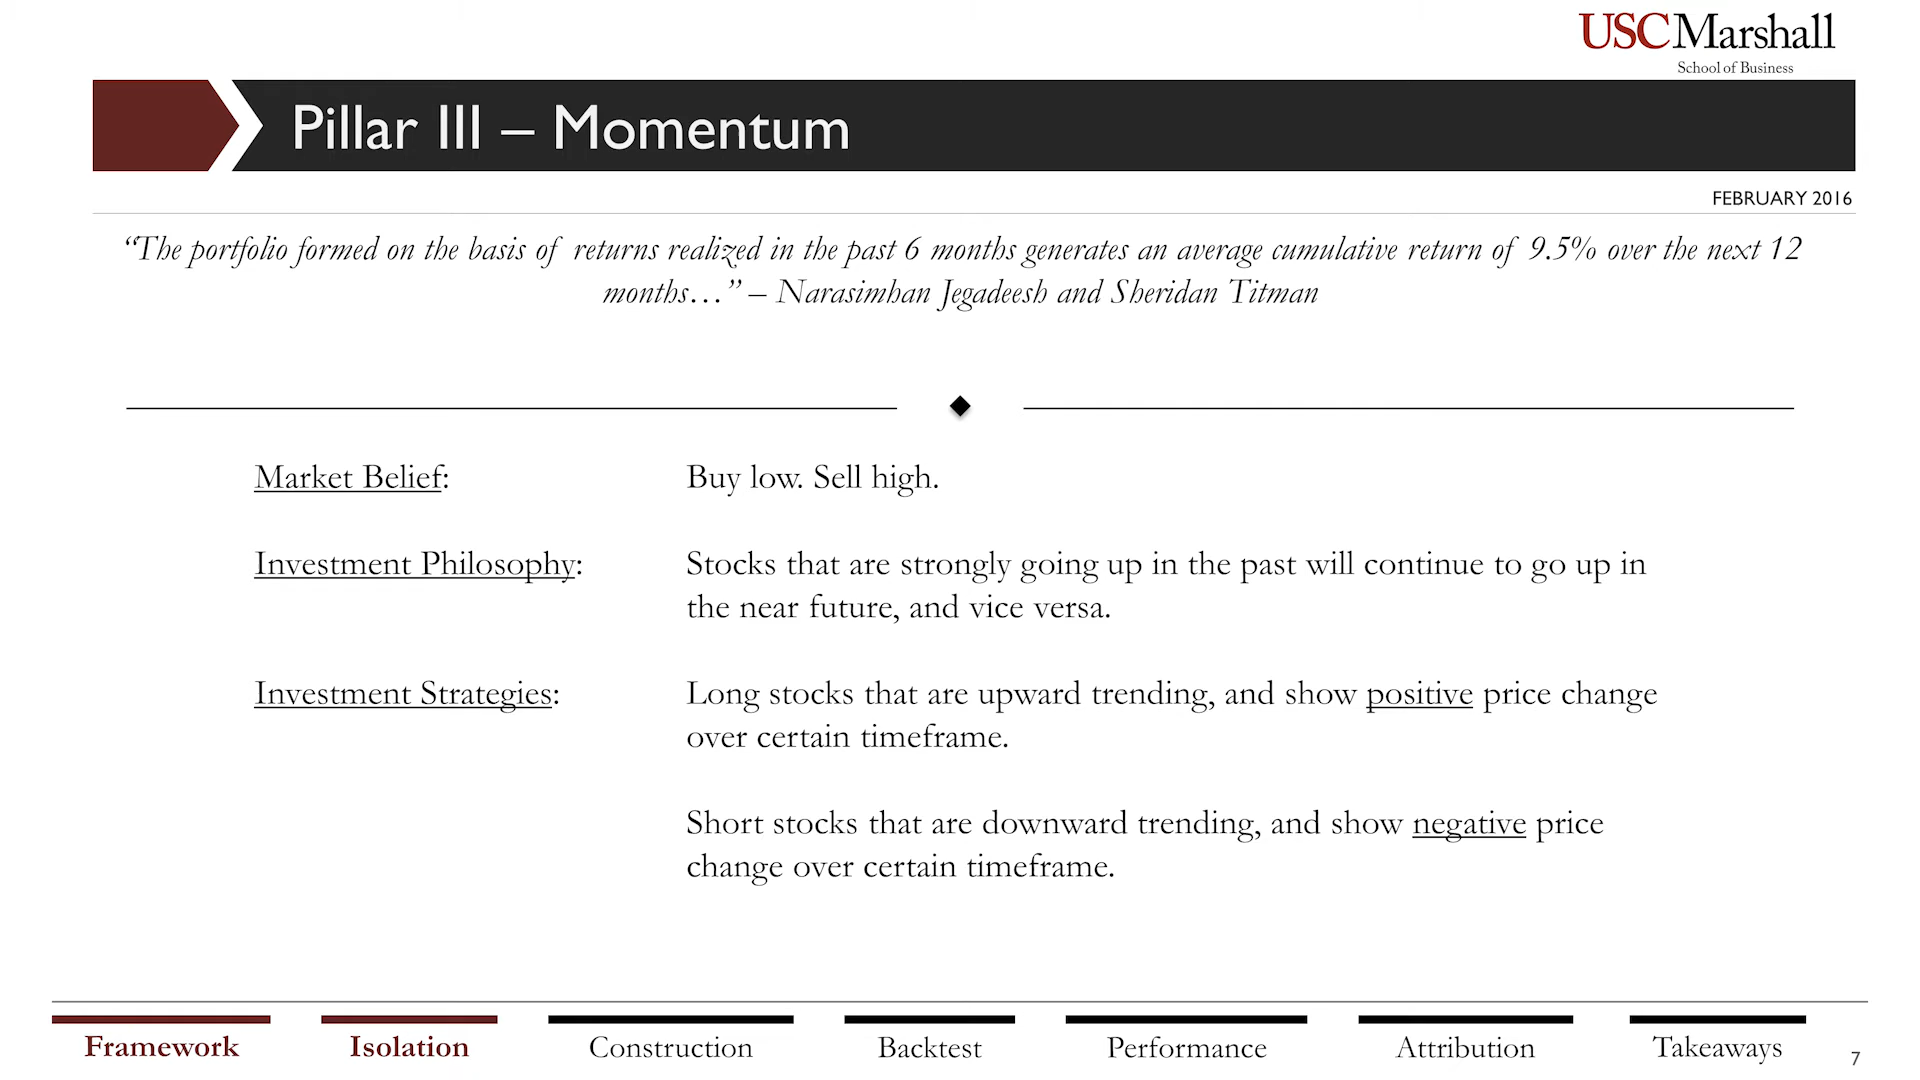 USCMarshall
School of Business
Pillar III – Momentum
FEBRUARY 2016
“The portfolio formed on the basis of returns realized in the past 6 months generates an average cumulative return of 9.5% over the next 12
months…” – Narasimhan Jegadeesh and Sheridan Titman
Market Belief: Buy low. Sell high.
Investment Philosophy: Stocks that are strongly going up in the past will continue to go up in
the near future, and vice versa.
Investment Strategies: Long stocks that are upward trending, and show positive price change
over certain timeframe.
Short stocks that are downward trending, and show negative price
change over certain timeframe.
Framework Isolation Construction Backtest Performance Attribution Takeaways 7